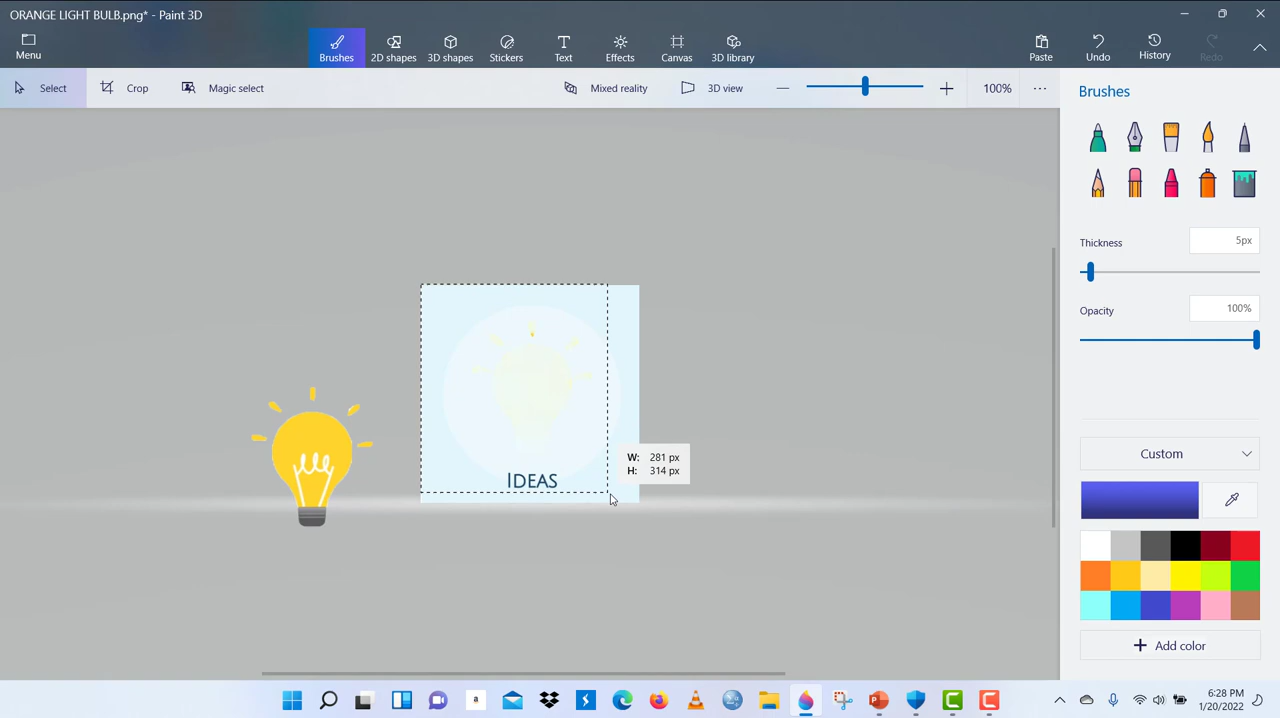 ORANGE LIGHT BULB.png* - Paint 3D
Menu
Brushes
2D shapes
3D shapes
Stickers
Text
Effects
Canvas
3D library
Paste
Undo
History
Redo
Select
Crop
Magic select
Mixed reality
3D view
100%
Brushes
Thickness
5px
Opacity
100%
IDEAS
W: 281 px
H: 314 px
Custom
Add color
a
6:28 PM
1/20/2022